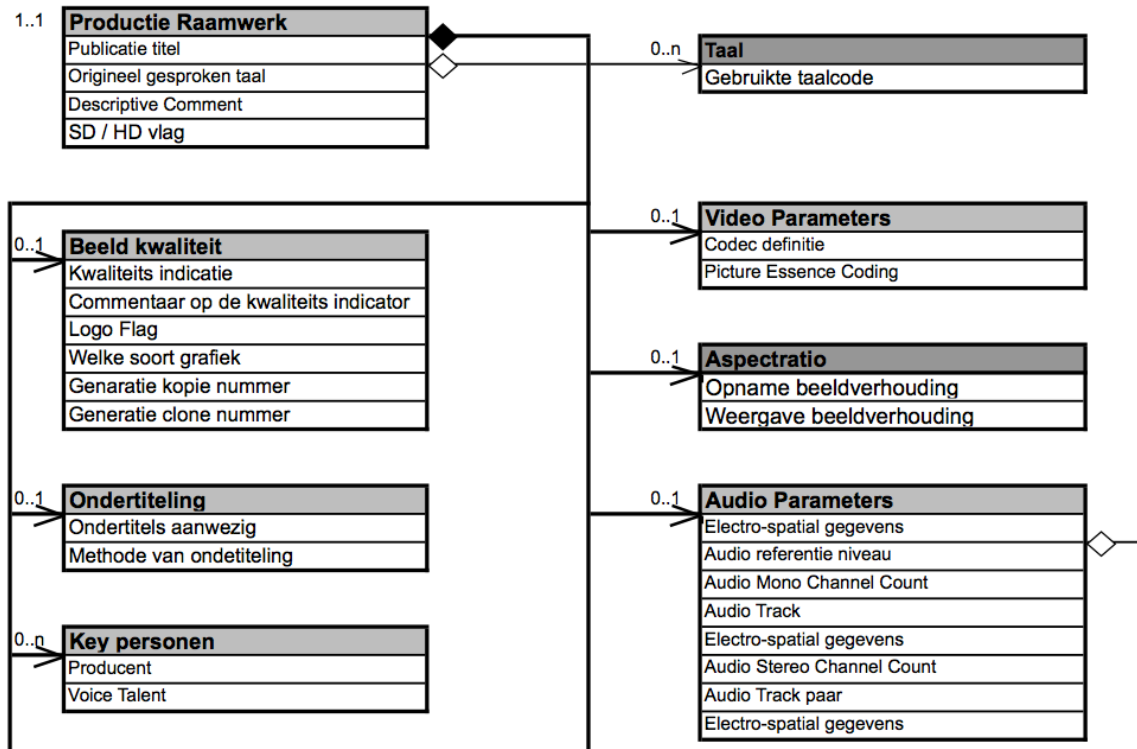 1..1
Productie Raamwerk
Publicatie titel
Origineel gesproken taal
Descriptive Comment
SD / HD vlag
0..n
Taal
Gebruikte taalcode
0..1
Beeld kwaliteit
Kwaliteits indicatie
Commentaar op de kwaliteits indicator
Logo Flag
Welke soort grafiek
Genaratie kopie nummer
Generatie clone nummer
0..1
Video Parameters
Codec definitie
Picture Essence Coding
0..1
Aspectratio
Opname beeldverhouding
Weergave beeldverhouding
0..1
Ondertiteling
Ondertitels aanwezig
Methode van ondetiteling
0..n
Key personen
Producent
Voice Talent
0..1
Audio Parameters
Electro-spatial gegevens
Audio referentie niveau
Audio Mono Channel Count
Audio Track
Electro-spatial gegevens
Audio Stereo Channel Count
Audio Track paar
Electro-spatial gegevens